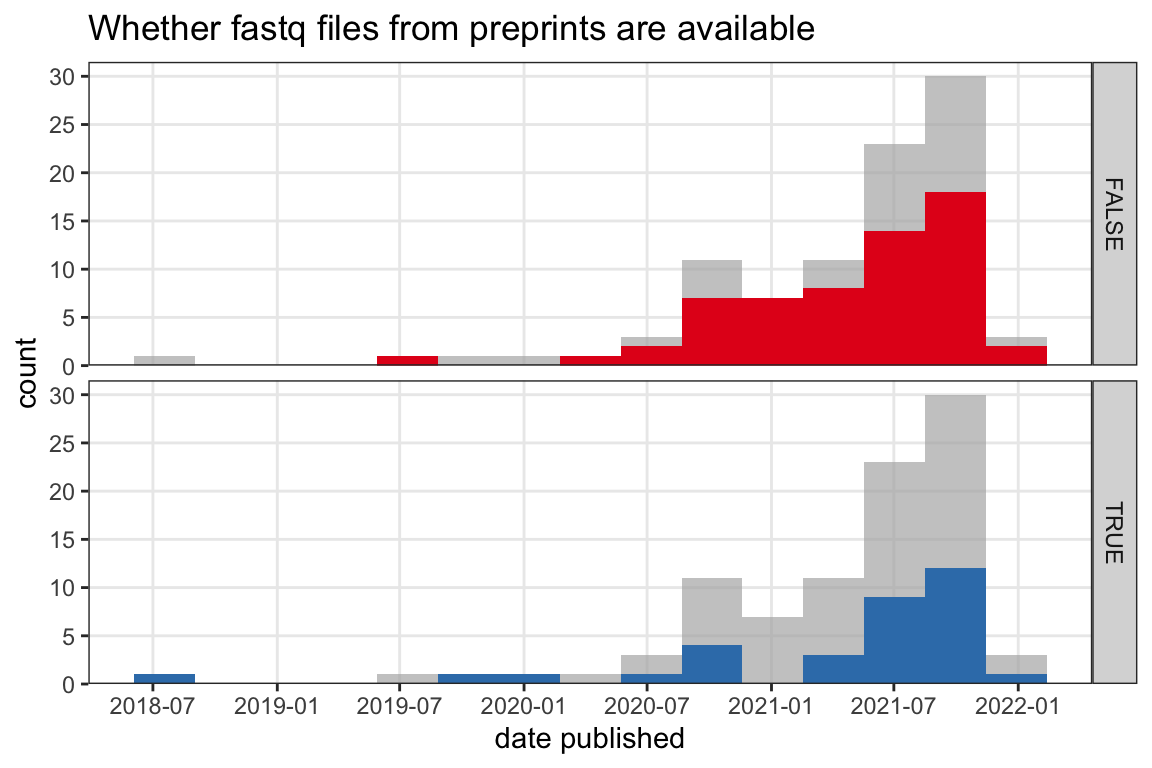 Whether fastq files from preprints are available
30
25
20
15
10
5
0
FALSE
30
25
20
15
10
5
0
TRUE
count
2018-07 2019-01 2019-07 2020-01 2020-07 2021-01 2021-07 2022-01
date published